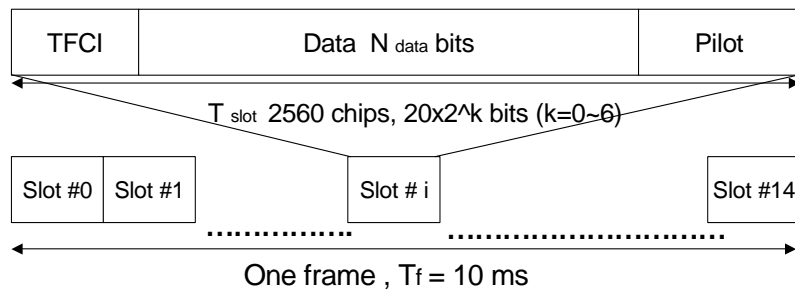 TFCI Data N data bits Pilot
T slot 2560 chips, 20x2^k bits (k=0~6)
Slot #0 Slot #1 Slot # i Slot #14
One frame , Tf = 10 ms